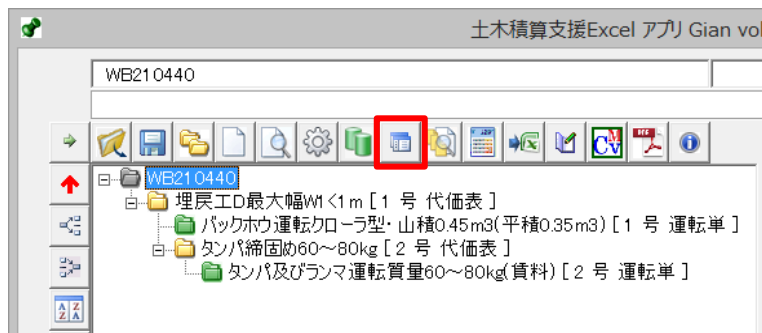 土木積算支援Excel アプリ Gian vol
WB210440
WB210440
埋戻工D最大幅W1<1m [ 1 号 代価表 ]
バックホウ運転クローラ型・山積0.45m3(平積0.35m3) [ 1 号 運転単 ]
タンパ締固め60～80kg [ 2 号 代価表 ]
タンパ及びランマ運転質量60～80kg(賃料) [ 2 号 運転単 ]